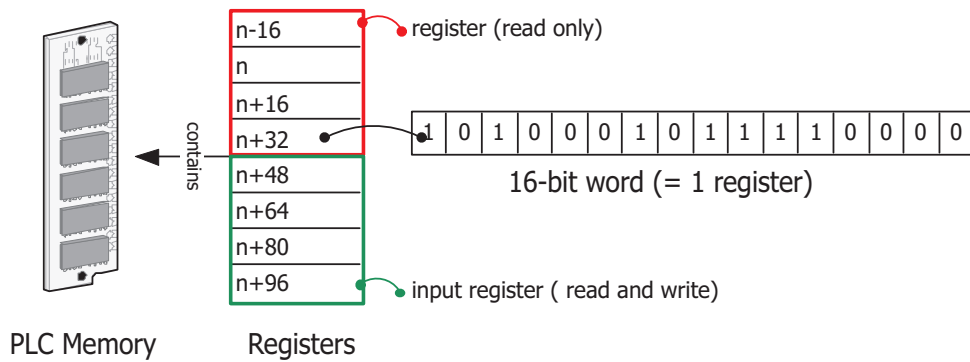 n-16
n
n+16
n+32
n+48
n+64
n+80
n+96
register (read only)
1 0 1 0 0 0 1 0 1 1 1 1 0 0 0 0
16-bit word (= 1 register)
contains
input register ( read and write)
PLC Memory
Registers